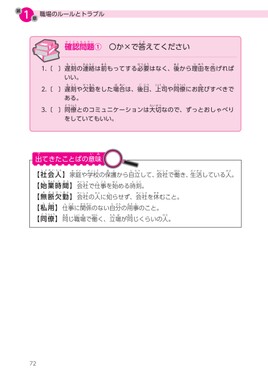 1 職場のルールとトラブル
確認問題① 〇か×で答えてください
1.（ ）遅刻の連絡は前もってする必要はなく、後から理由を告げれば
いい。
2.（ ）遅刻や欠勤をした場合は、後日、上司や同僚にお詫びすべきで
ある。
3.（ ）同僚とのコミュニケーションは大切なので、ずっとおしゃべり
をしていてもいい。
出てきたことばの意味
【社会人】家庭や学校の保護から自立して、会社で働き、生活している人。
【始業時間】会社で仕事を始める時刻。
【無断欠勤】会社の人に知らせず、会社を休むこと。
【私用】仕事に関係のない自分の用事のこと。
【同僚】同じ職場で働く、立場が同じくらいの人。
72